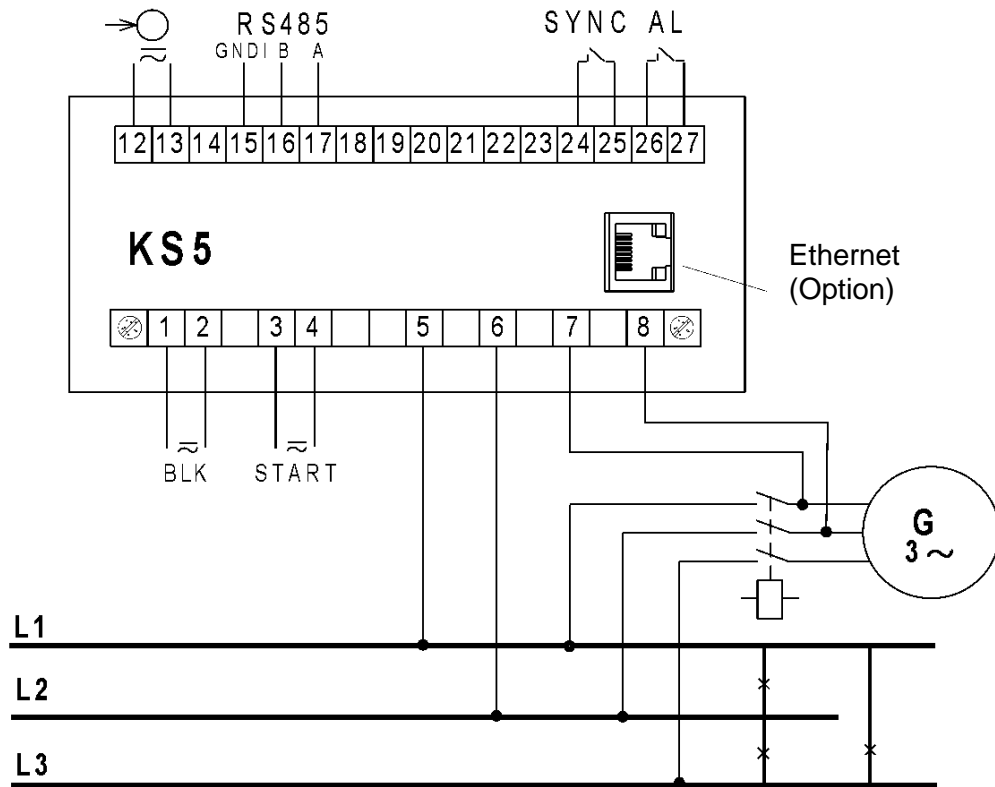 RS485
SYNC AL
GNDI B A
12 13 14 15 16 17 18 19 20 21 22 23 24 25 26 27
KS5
Ethernet
(Option)
1 2 3 4 5 6 7 8
BLK START
G
3 ~
L1
L2
L3